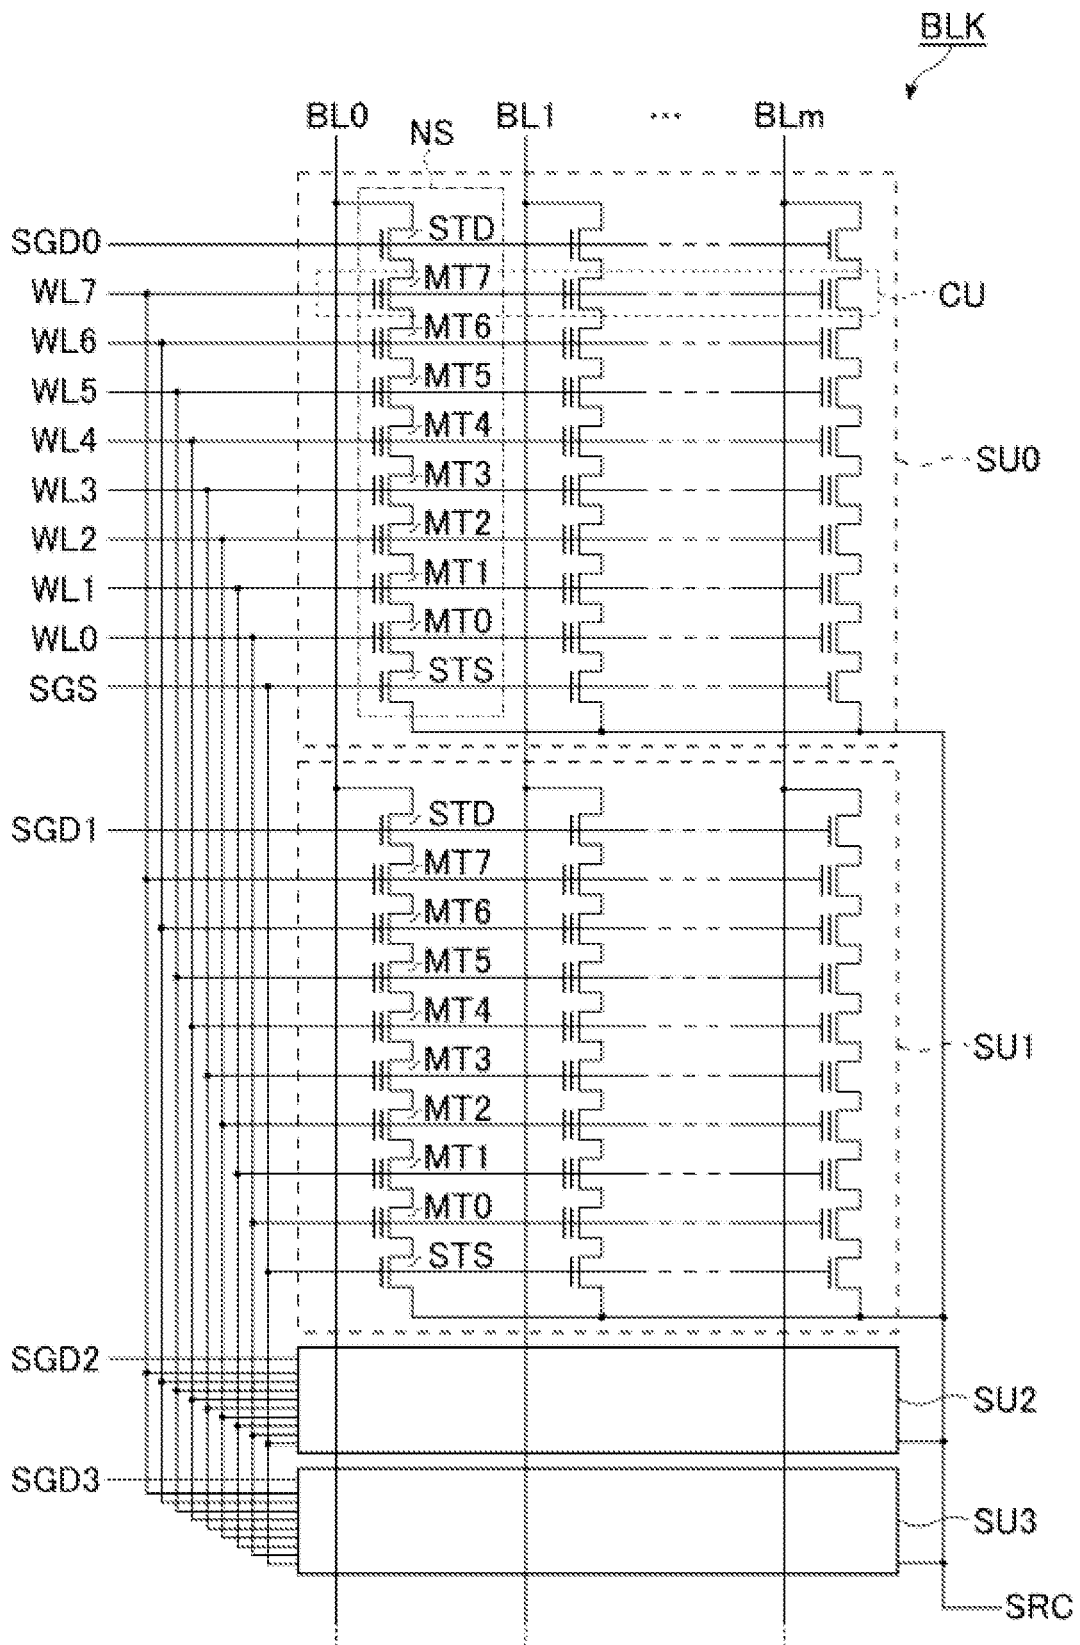 BLK
BL0 BL1 ... BLm
NS
SGD0 STD
WL7 MT7 CU
WL6 MT6
WL5 MT5
WL4 MT4 SU0
WL3 MT3
WL2 MT2
WL1 MT1
WL0 MT0
SGS STS
SGD1 STD
MT7
MT6
MT5
MT4 SU1
MT3
MT2
MT1
MT0
STS
SGD2
SU2
SGD3
SU3
SRC